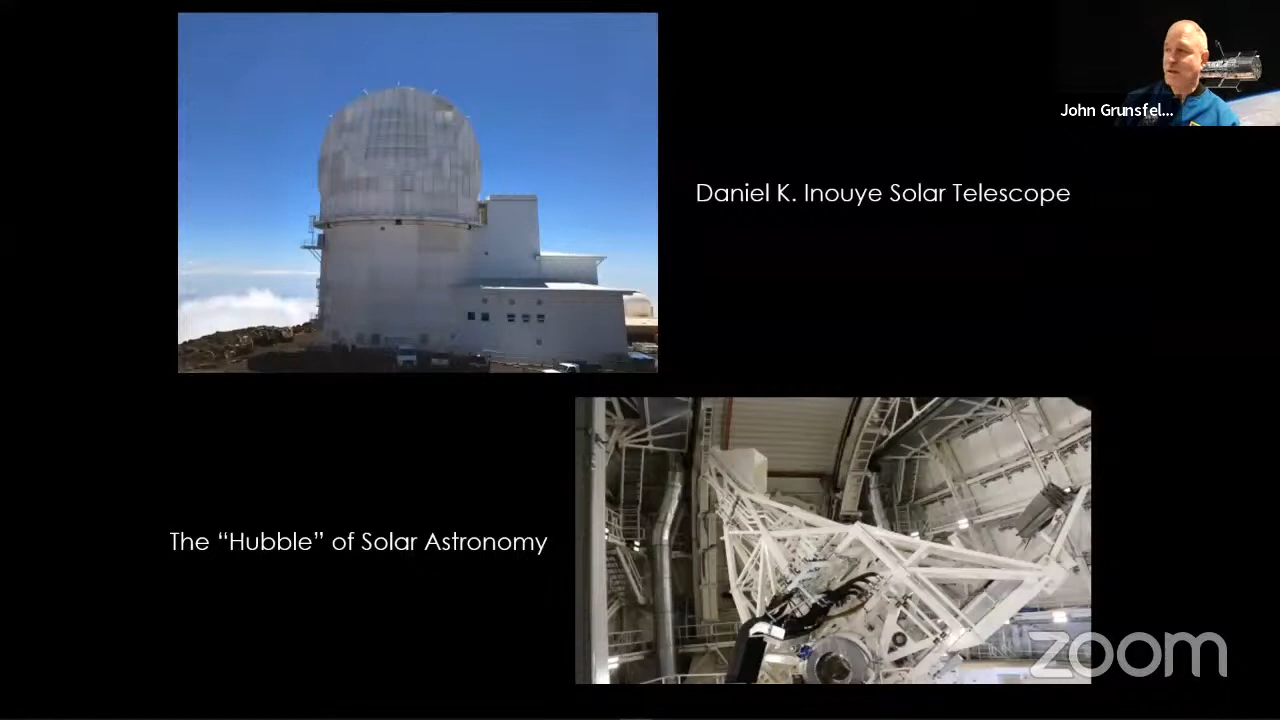 John Grunsfel...
Daniel K. Inouye Solar Telescope
The “Hubble” of Solar Astronomy
zoom